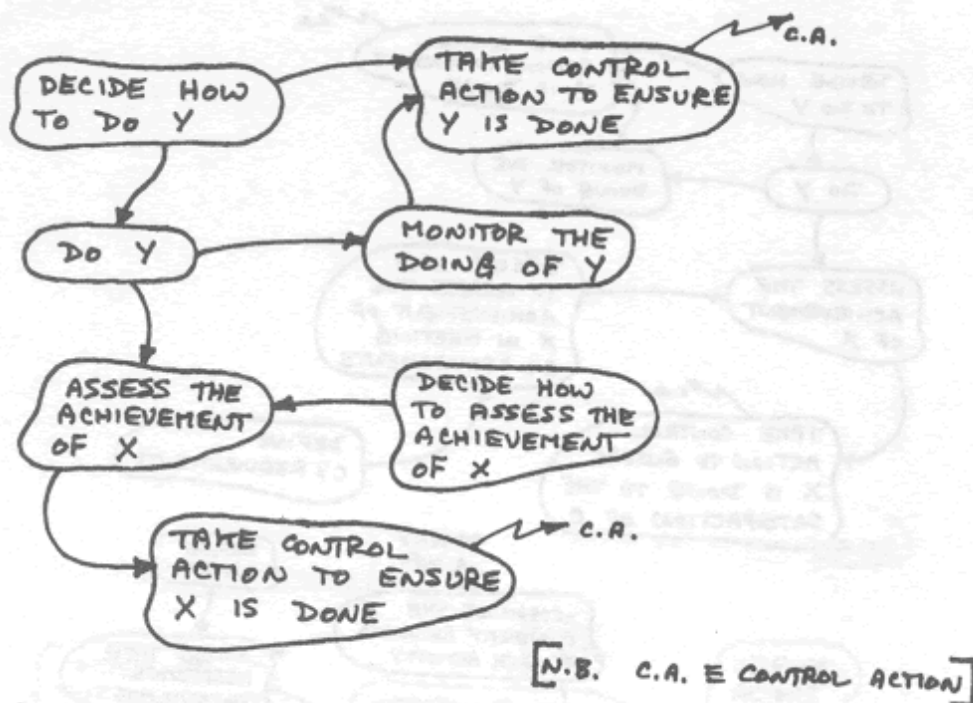 C.A.
TAKE CONTROL
ACTION TO ENSURE
Y IS DONE
DECIDE HOW
TO DO Y
DO Y
MONITOR THE
DOING OF Y
ASSESS THE
ACHIEVEMENT
OF X
DECIDE HOW
TO ASSESS THE
ACHIEVEMENT
OF X
TAKE CONTROL
ACTION TO ENSURE
X IS DONE
C.A.
[N.B. C.A. E CONTROL ACTION]